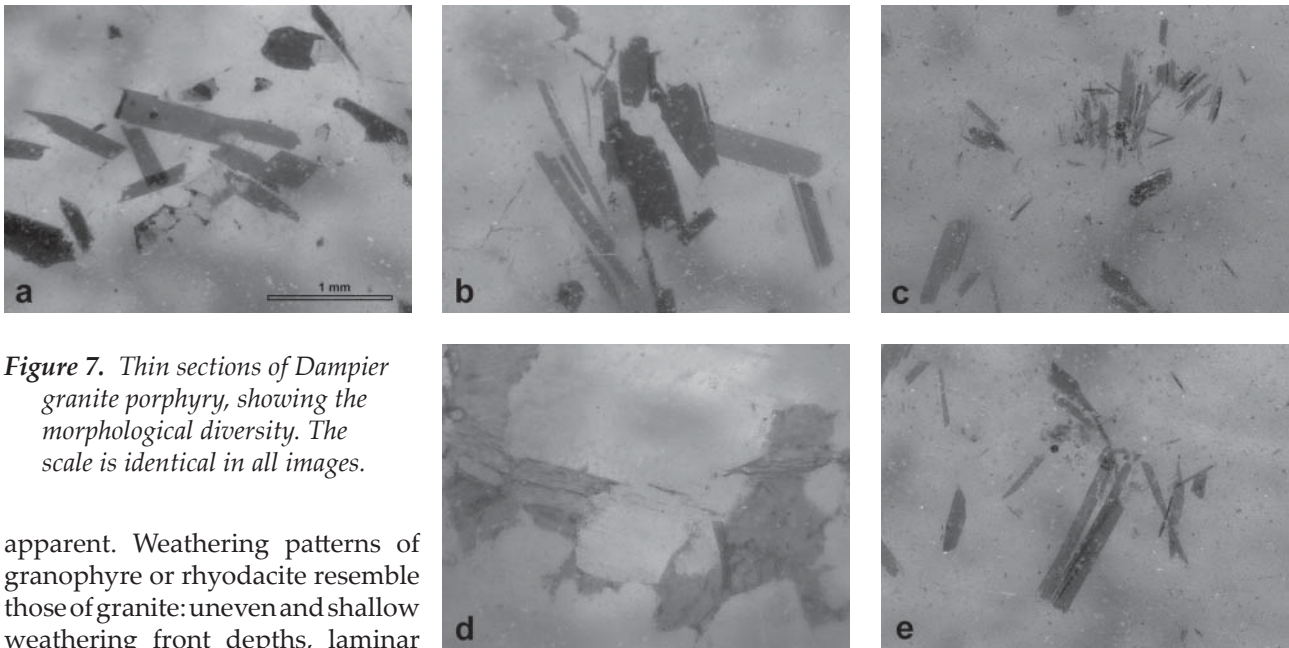 a
1 mm
b
c
Figure 7. Thin sections of Dampier
granite porphyry, showing the
morphological diversity. The
scale is identical in all images.
apparent. Weathering patterns of
granophyre or rhyodacite resemble
those of granite: uneven and shallow
weathering front depths, laminar
d
e